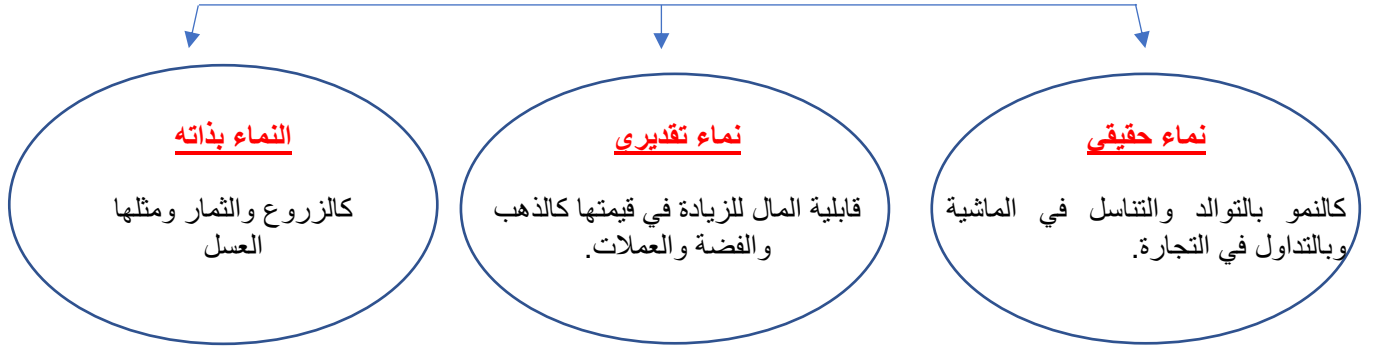 نماء حقيقي
كالنمو بالتوالد والتناسل في الماشية
وبالتداول في التجارة.
نماء تقديري
قابلية المال للزيادة في قيمتها كالذهب
والفضة والعملات.
النماء بذاته
كالزروع والثمار ومثلها
العسل